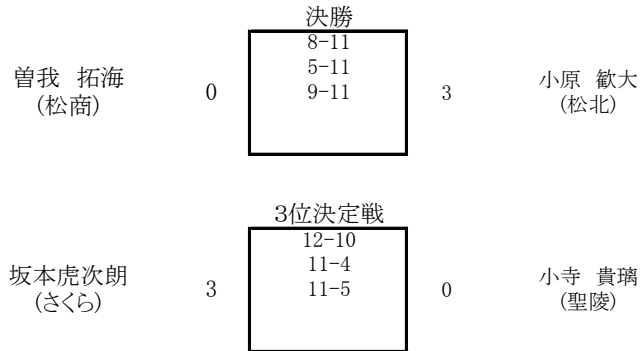 決勝
曽我 拓海
(松商)
0
8-11
5-11
9-11
3
小原 歓大
(松北)
3位決定戦
坂本虎次朗
(さくら)
3
12-10
11-4
11-5
0
小寺 貴璃
(聖陵)